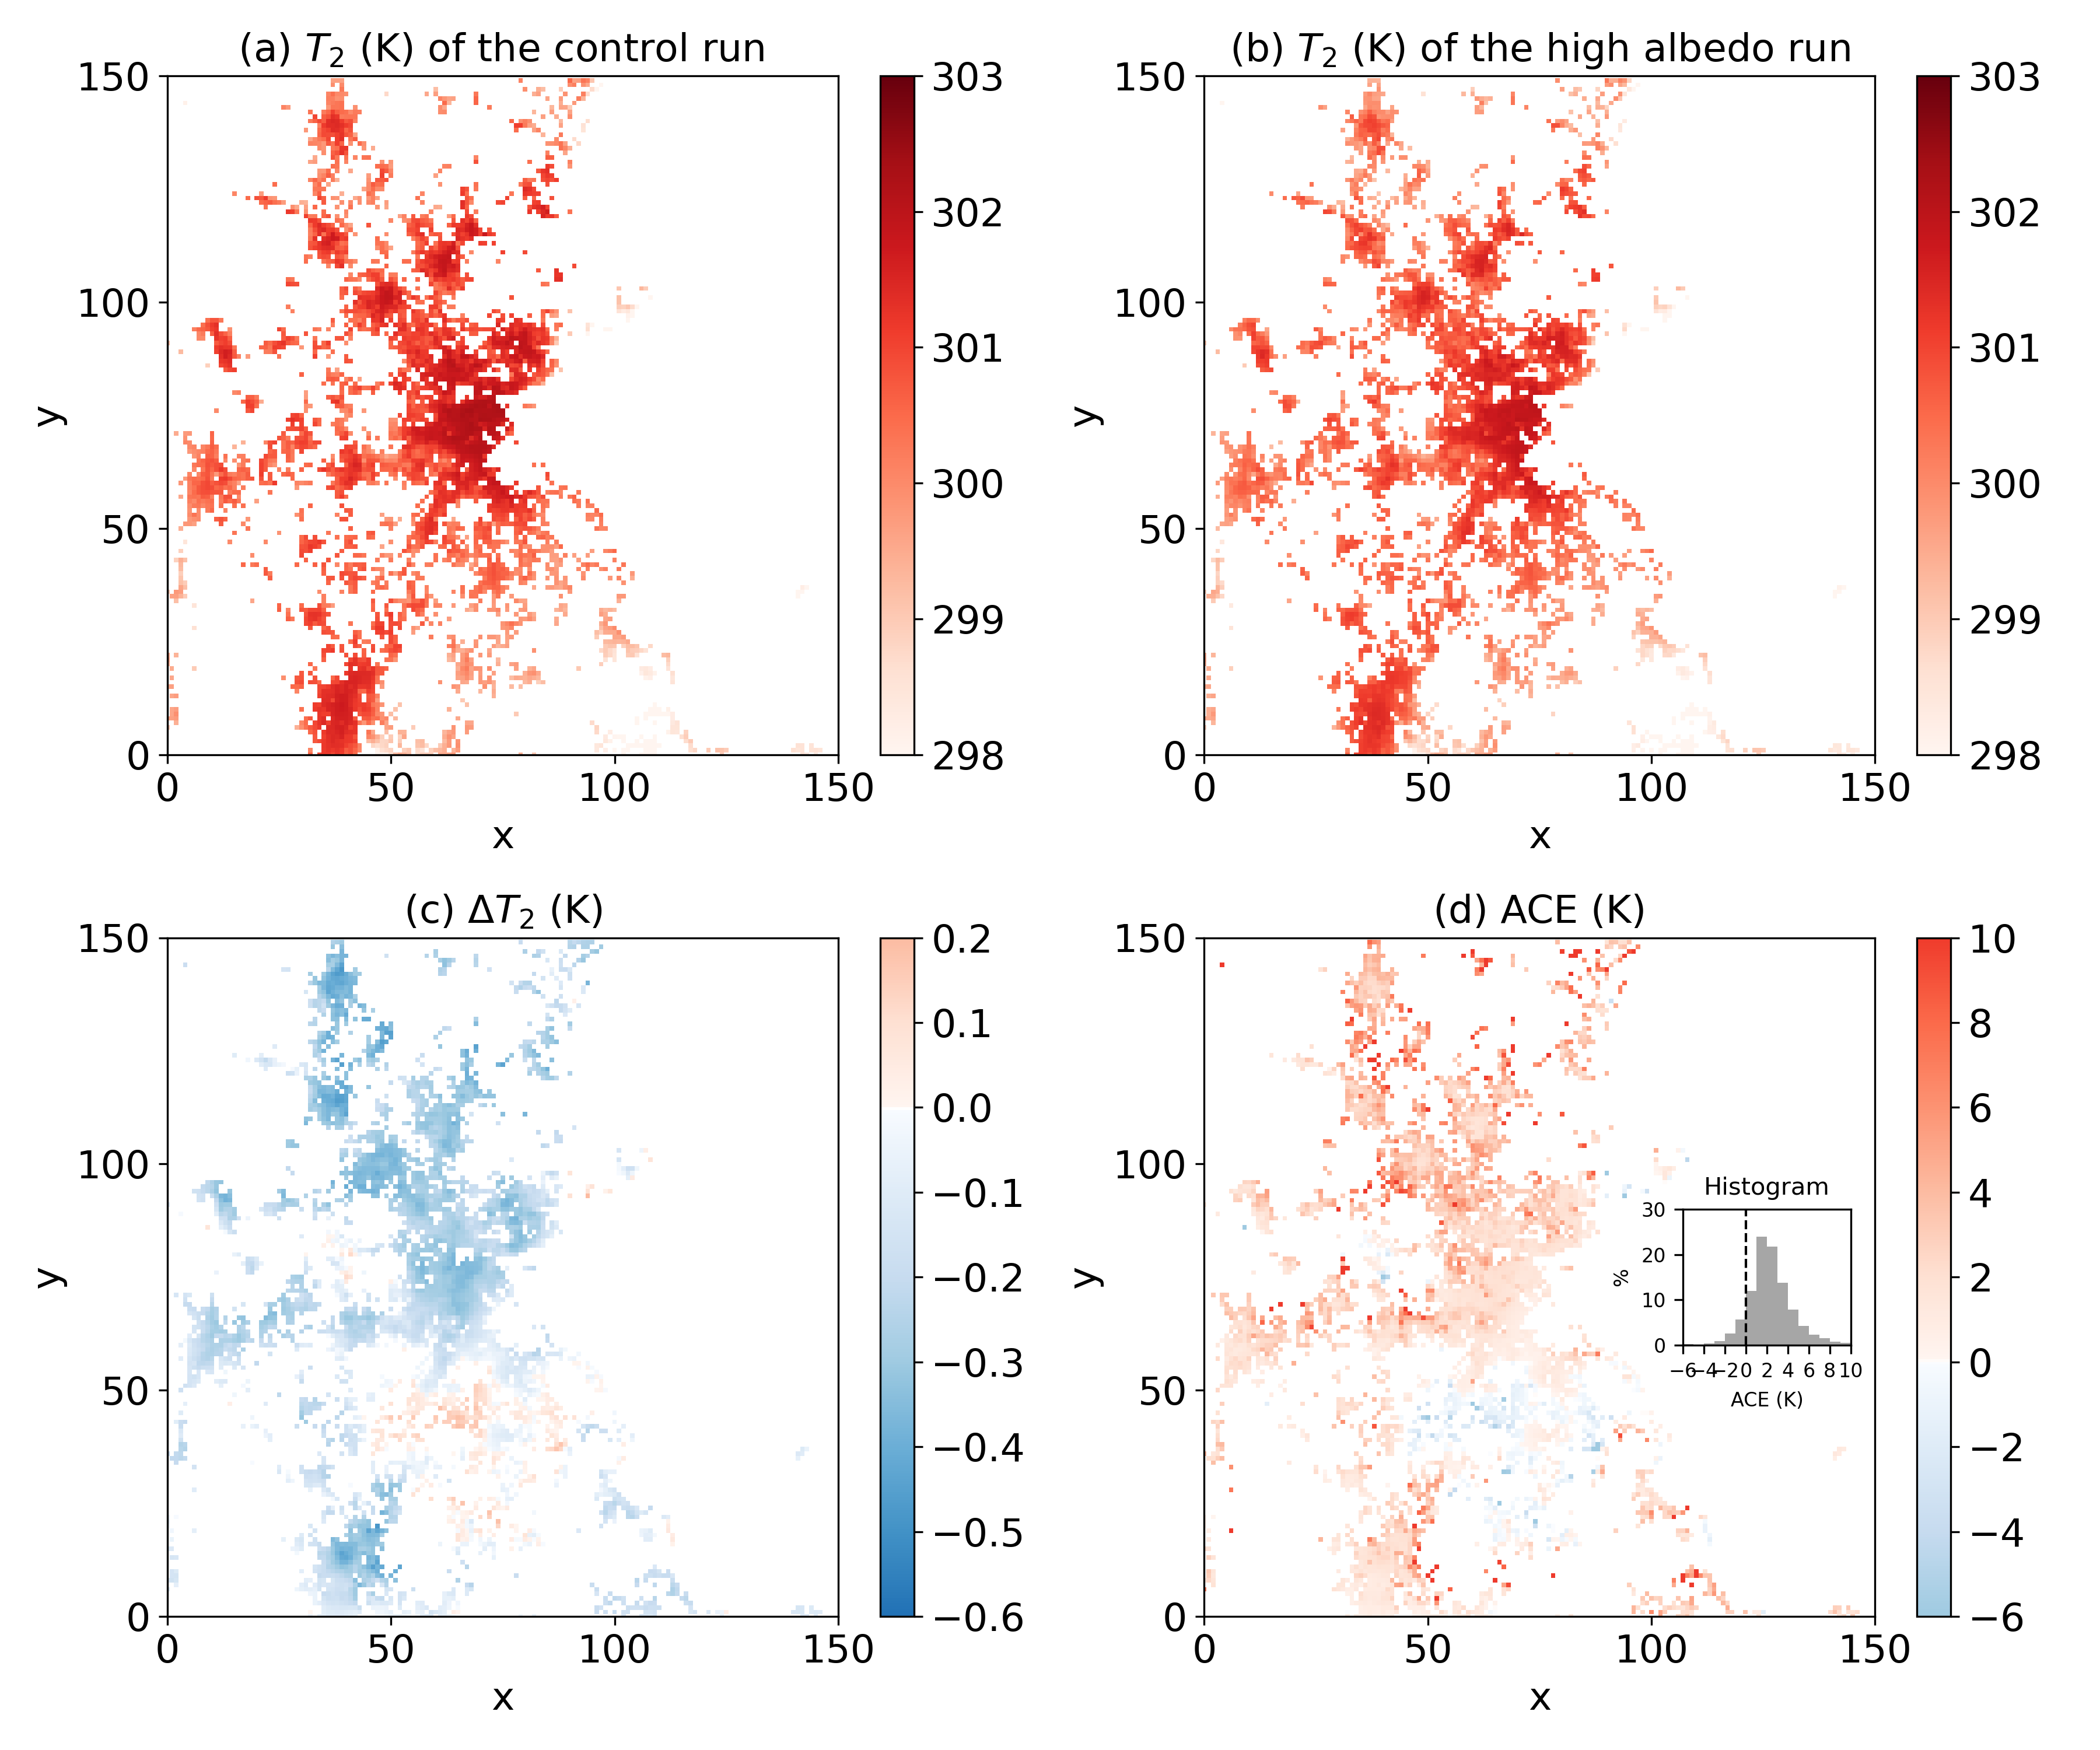 (a) T₂ (K) of the control run
150
100
50
0
y
0 50 100 150
x
303
302
301
300
299
298
(b) T₂ (K) of the high albedo run
150
100
50
0
y
0 50 100 150
x
303
302
301
300
299
298
(c) ΔT₂ (K)
150
100
50
0
y
0 50 100 150
x
0.2
0.1
0.0
−0.1
−0.2
−0.3
−0.4
−0.5
−0.6
(d) ACE (K)
150
100
50
0
y
0 50 100 150
x
Histogram
30
20
10
0
%
−6 −4 −2 0 2 4 6 8 10
ACE (K)
10
8
6
4
2
0
−2
−4
−6